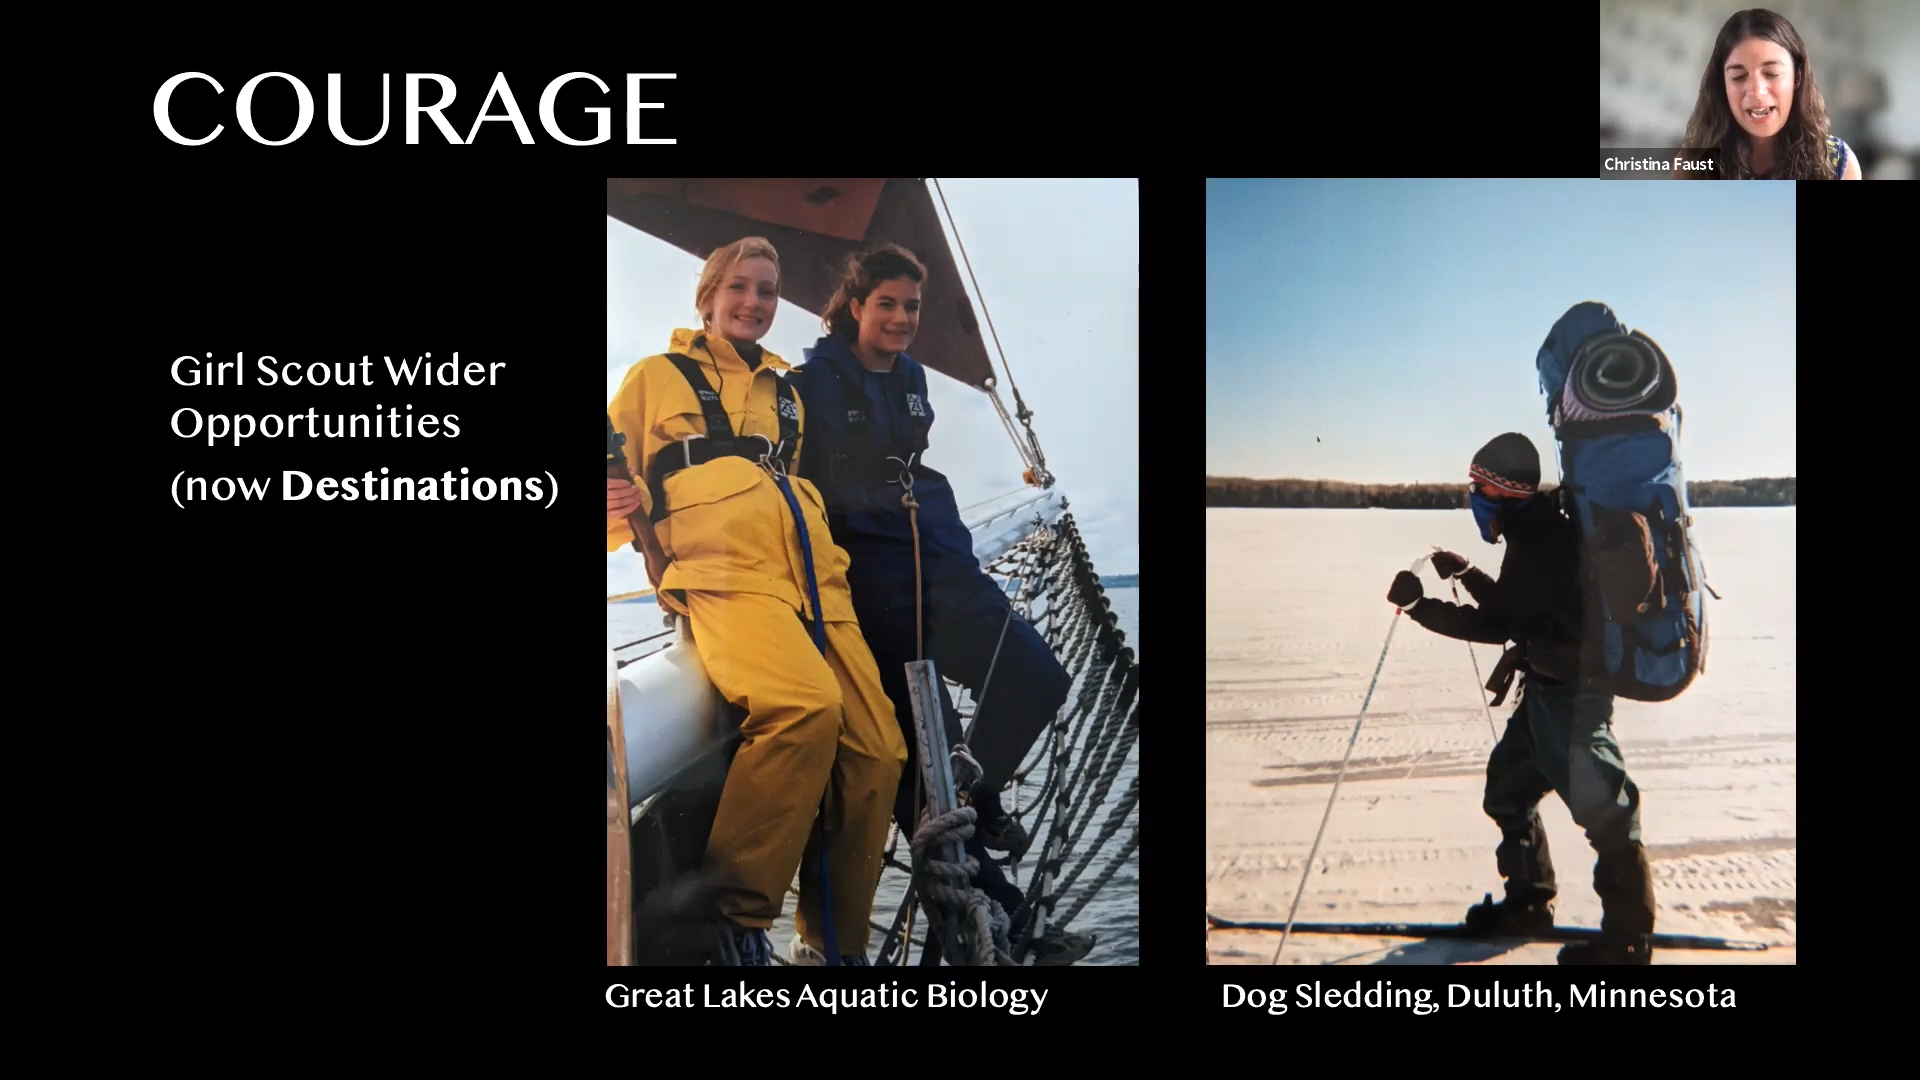 COURAGE
Christina Faust
Girl Scout Wider
Opportunities
(now Destinations)
Great Lakes Aquatic Biology
Dog Sledding, Duluth, Minnesota